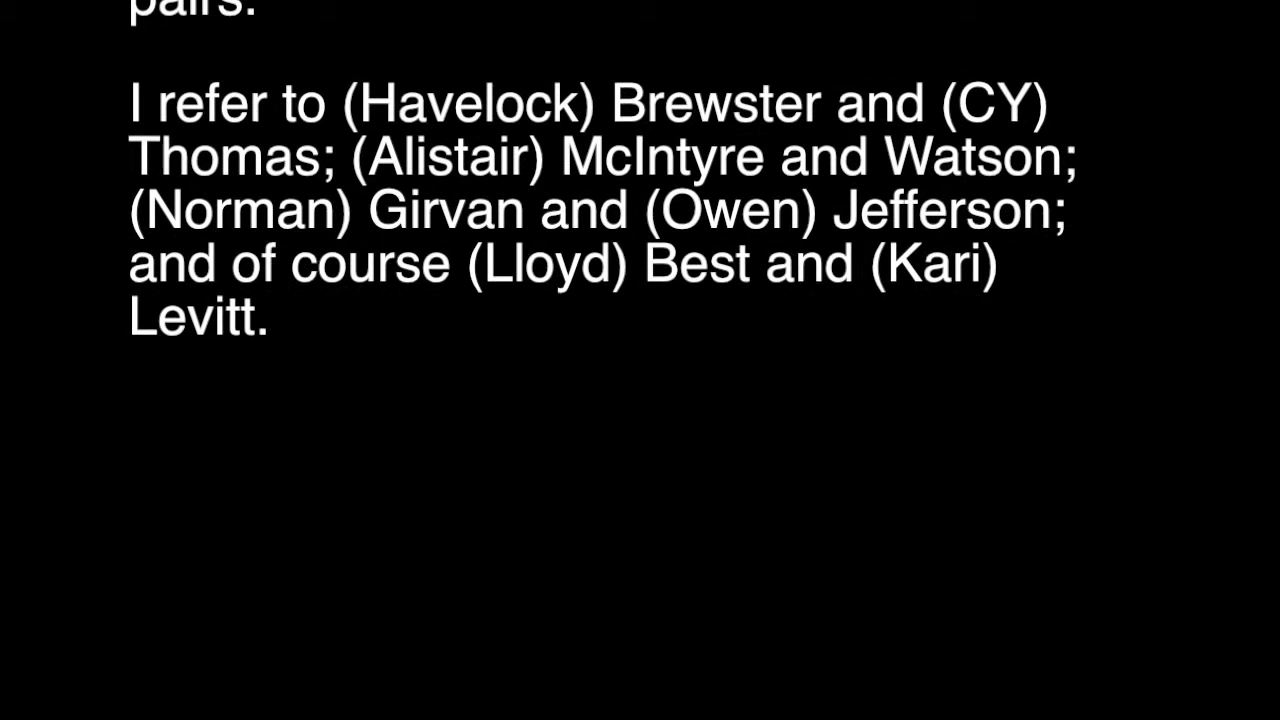 pairs.
I refer to (Havelock) Brewster and (CY)
Thomas; (Alistair) McIntyre and Watson;
(Norman) Girvan and (Owen) Jefferson;
and of course (Lloyd) Best and (Kari)
Levitt.